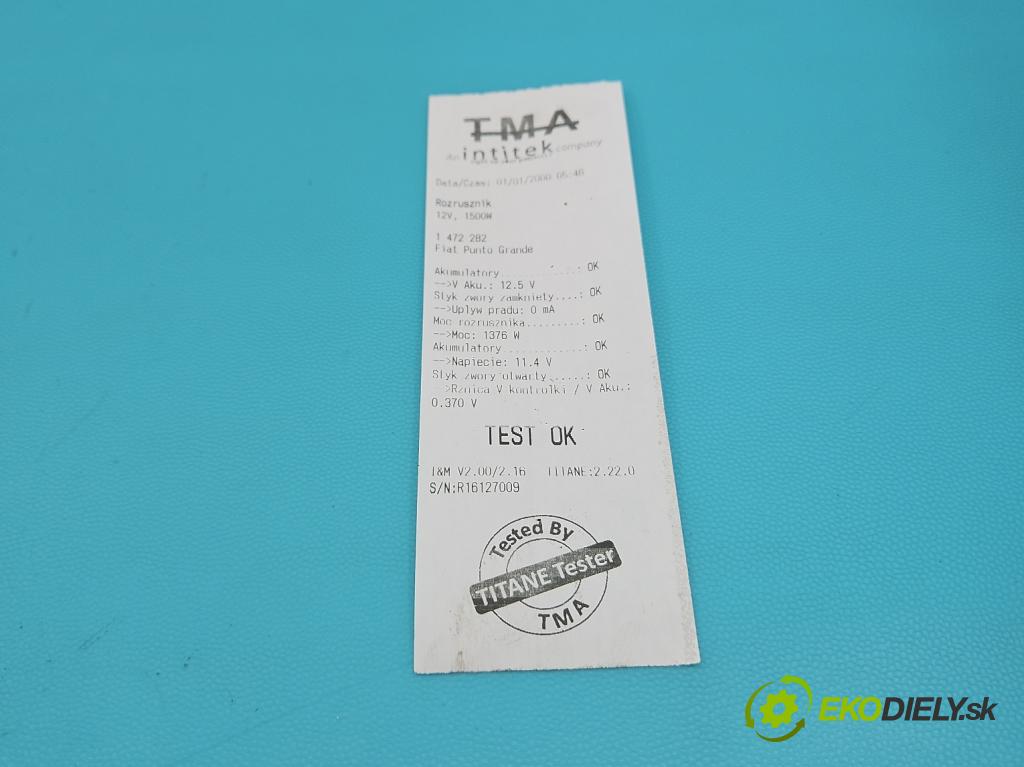 TMA
An intitek company
Data/Czas: 01/01/2000 05:46
Rozrusznik
12V, 1500W
1 472 282
Fiat Punto Grande
Akumulatory..............: OK
-->V Aku.: 12.5 V
Styk zwory zamkniety....: OK
-->Uplyw pradu: 0 mA
Moc rozrusznika.........: OK
-->Moc: 1376 W
Akumulatory.............: OK
-->Napiecie: 11.4 V
Styk zwory otwarty......: OK
-->Rznica V kontrolki / V Aku.:
0.370 V
TEST OK
I&M V2.00/2.16 TITANE:2.22.0
S/N:R16127009
Tested By
TITANE Tester
TMA
EKODIELY.sk